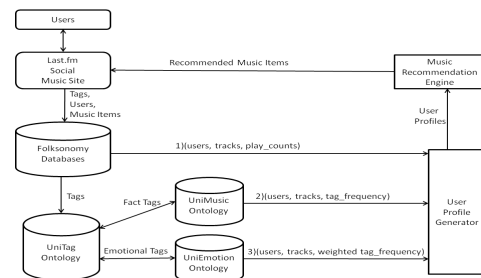 Users
Last.fm
Social
Music Site
Recommended Music Items
Music
Recommendation
Engine
Tags,
Users,
Music Items
User
Profiles
Folksonomy
Databases
1)(users, tracks, play_counts)
Tags
Fact Tags
UniMusic
Ontology
2)(users, tracks, tag_frequency)
User
Profile
Generator
UniTag
Ontology
Emotional Tags
UniEmotion
Ontology
3)(users, tracks, weighted tag_frequency)